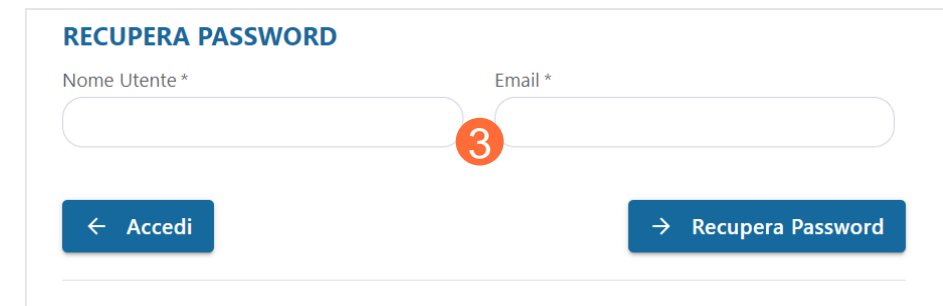 RECUPERA PASSWORD
Nome Utente * Email *
3
← Accedi → Recupera Password